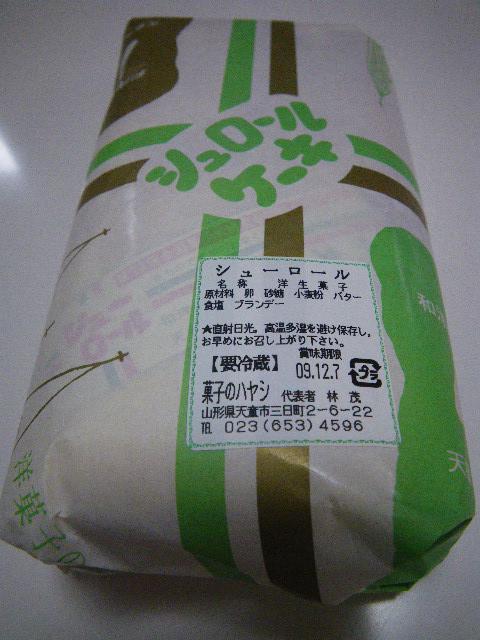 シュロール
ケーキ
シューロール
名称 洋生菓子
原材料 卵 砂糖 小麦粉 バター
食塩 ブランデー
★直射日光，高温多湿を避け保存し，
お早めにお召し上がり下さい。
賞味期限
【要冷蔵】 09.12.7
菓子のハヤシ 代表者 林 茂
山形県天童市三日町2-6-22
TEL 023(653)4596
和
天
洋菓子の